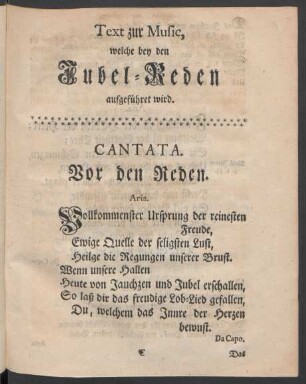 Text zur Music,
welche bey den
Jubel-Reden
aufgeführet wird.
CANTATA.
Vor den Reden.
Aria.
Vollkommenster Ursprung der reinesten
Freude,
Ewige Quelle der seligsten Lust,
Heilge die Regungen unserer Brust.
Wenn unsere Hallen
Heute von Jauchzen und Jubel erschallen,
So laß dir das freudige Lob-Lied gefallen,
Du, welchem das Innre der Herzen
bewust.
Da Capo.
Das